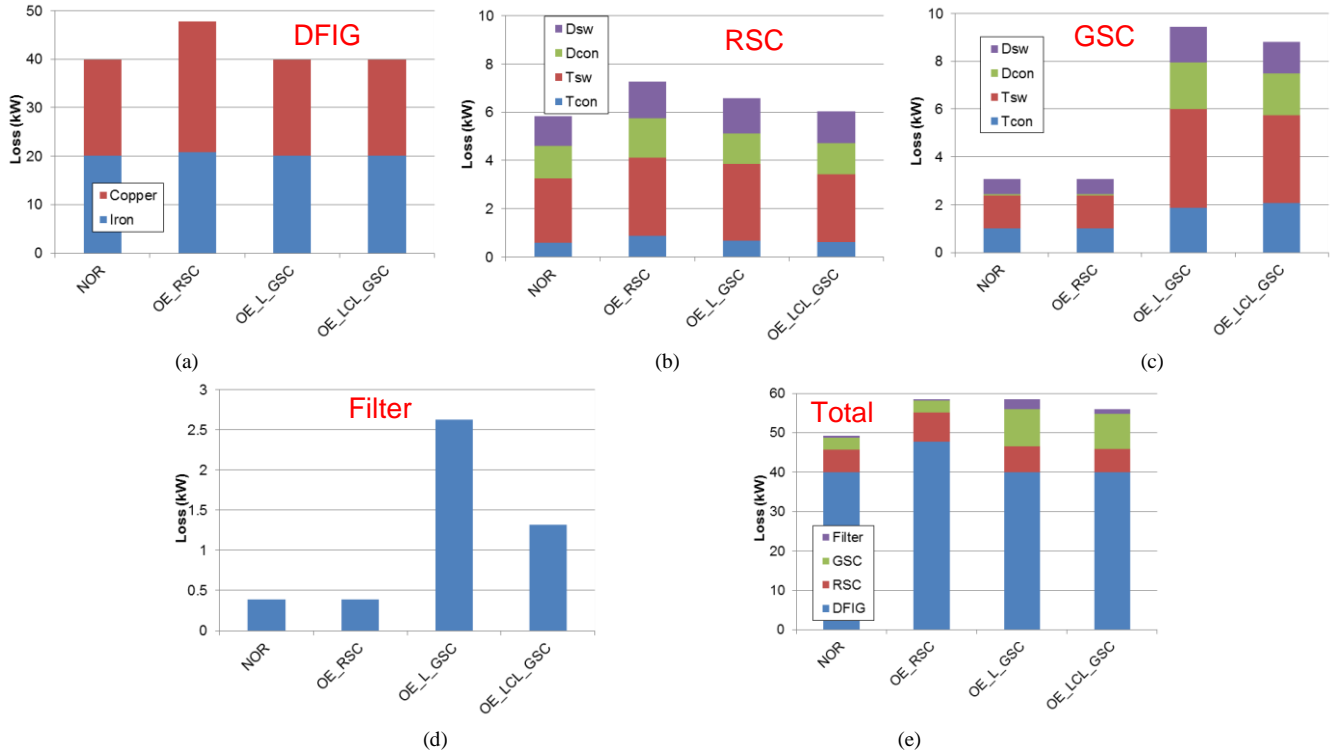 DFIG
50
40
30
20
10
0
Loss (kW)
Copper
Iron
NOR
OE_RSC
OE_L_GSC
OE_LCL_GSC
(a)
RSC
10
8
6
4
2
0
Loss (kW)
Dsw
Dcon
Tsw
Tcon
NOR
OE_RSC
OE_L_GSC
OE_LCL_GSC
(b)
GSC
10
8
6
4
2
0
Loss (kW)
Dsw
Dcon
Tsw
Tcon
NOR
OE_RSC
OE_L_GSC
OE_LCL_GSC
(c)
Filter
3
2.5
2
1.5
1
0.5
0
Loss (kW)
NOR
OE_RSC
OE_L_GSC
OE_LCL_GSC
(d)
Total
60
50
40
30
20
10
0
Loss (kW)
Filter
GSC
RSC
DFIG
NOR
OE_RSC
OE_L_GSC
OE_LCL_GSC
(e)